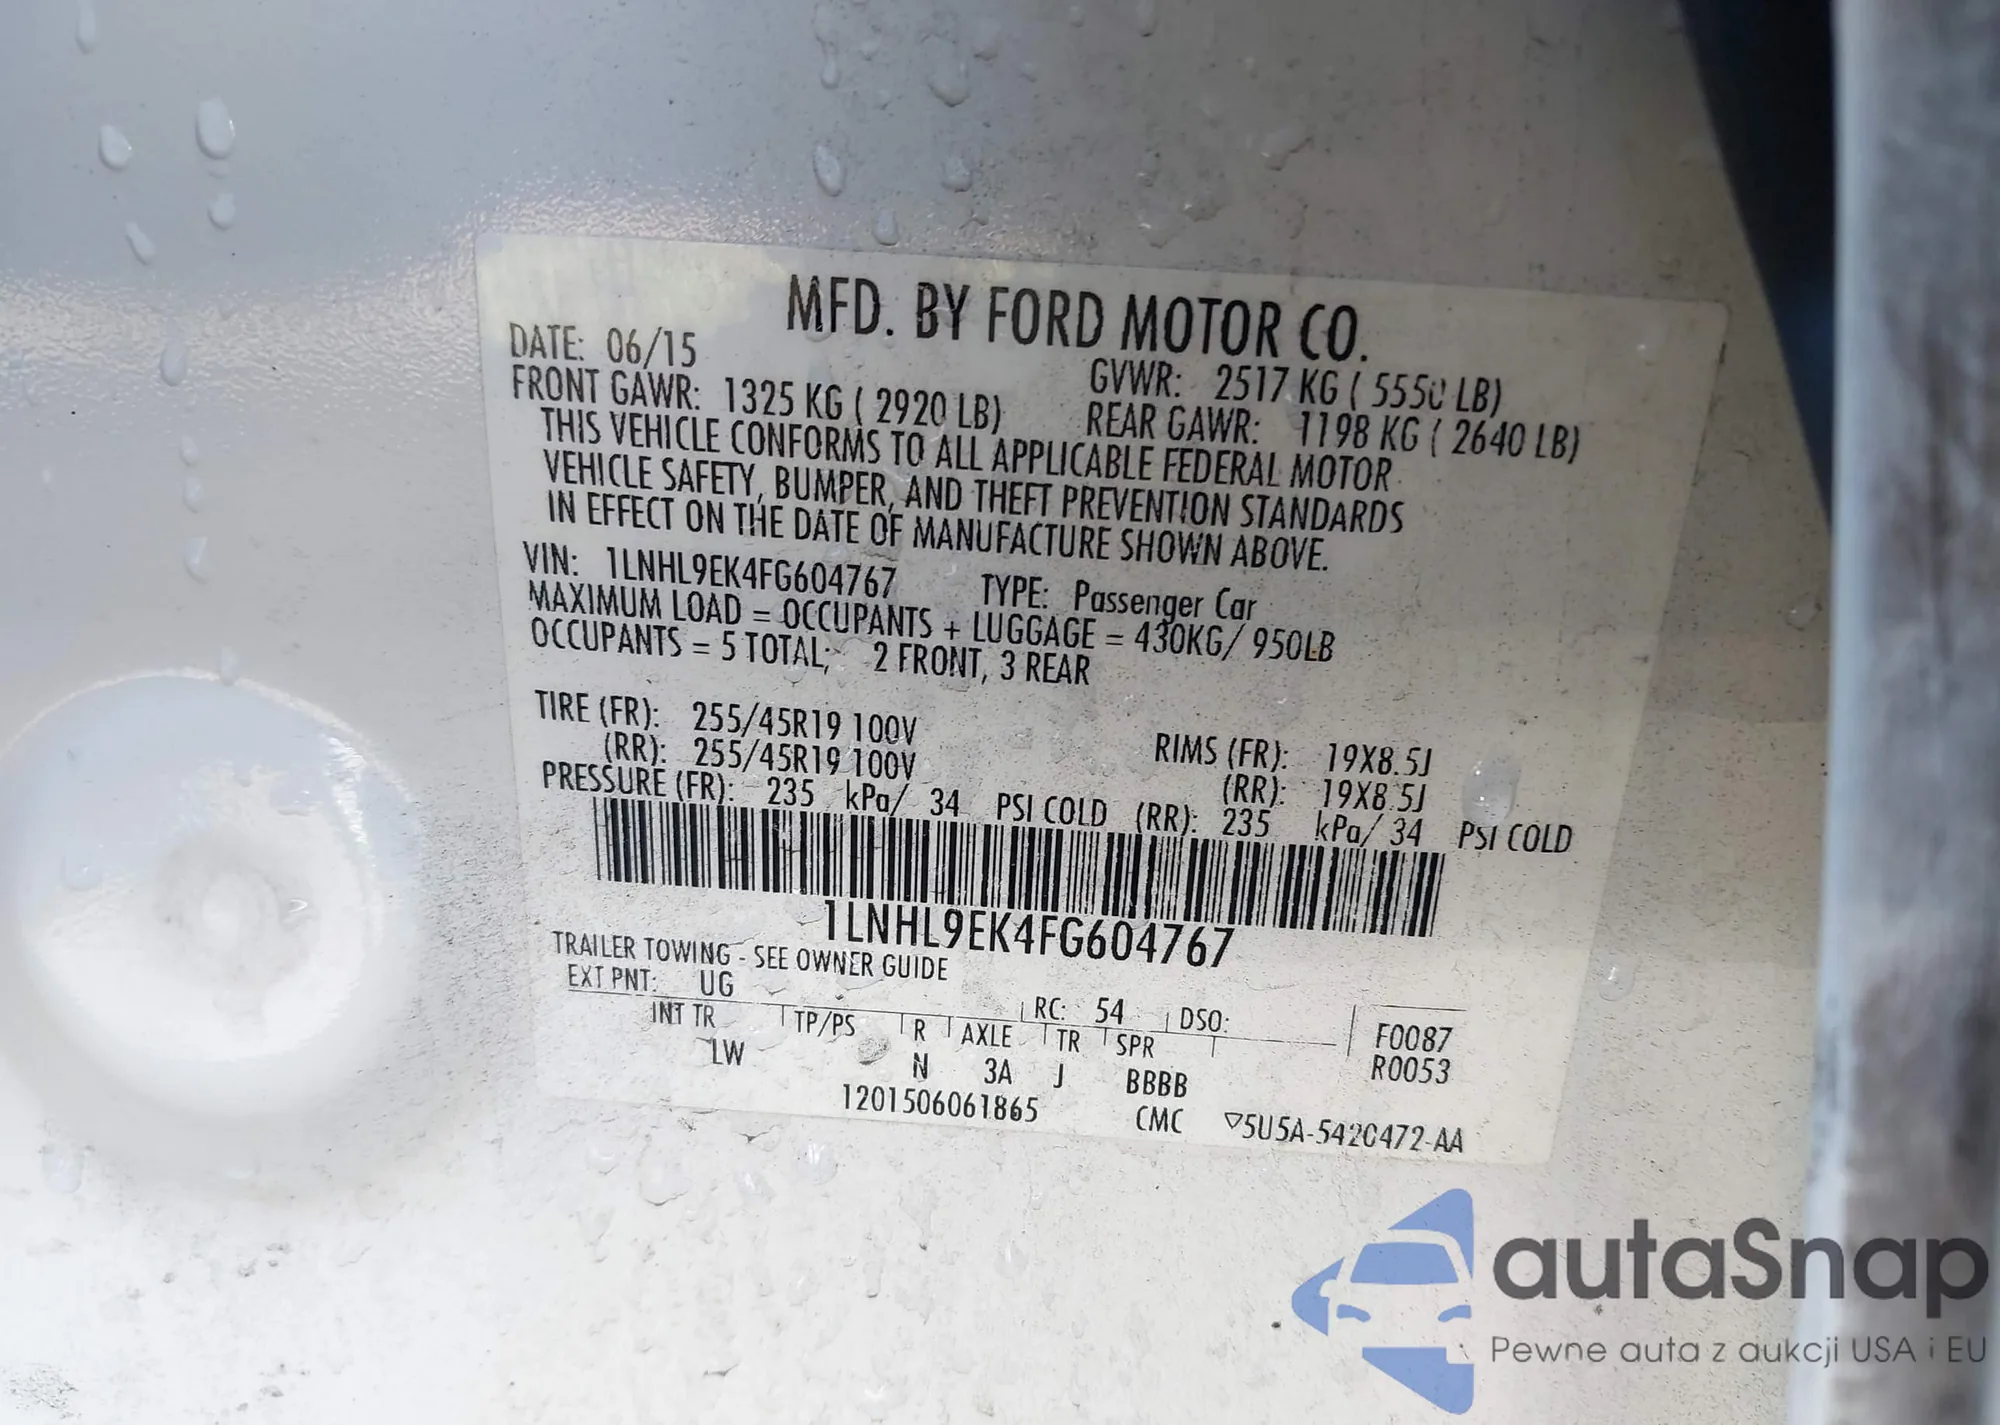 MFD. BY FORD MOTOR CO.
DATE: 06/15
GVWR: 2517 KG ( 5550 LB)
FRONT GAWR: 1325 KG ( 2920 LB)
REAR GAWR: 1198 KG ( 2640 LB)
THIS VEHICLE CONFORMS TO ALL APPLICABLE FEDERAL MOTOR
VEHICLE SAFETY, BUMPER, AND THEFT PREVENTION STANDARDS
IN EFFECT ON THE DATE OF MANUFACTURE SHOWN ABOVE.
VIN: 1LNHL9EK4FG604767 TYPE: Passenger Car
MAXIMUM LOAD = OCCUPANTS + LUGGAGE = 430KG/ 950LB
OCCUPANTS = 5 TOTAL; 2 FRONT, 3 REAR
TIRE (FR): 255/45R19 100V RIMS (FR): 19X8.5J
(RR): 255/45R19 100V (RR): 19X8.5J
PRESSURE (FR): 235 kPa/ 34 PSI COLD (RR): 235 kPa/ 34 PSI COLD
1LNHL9EK4FG604767
TRAILER TOWING - SEE OWNER GUIDE
EXT PNT: UG RC: 54 DSO: F0087
INT TR TP/PS R AXLE TR SPR R0053
LW N 3A J BBBB
1201506061865 CMC ▽5U5A-5420472-AA
autaSnap
Pewne auta z aukcji USA i EU